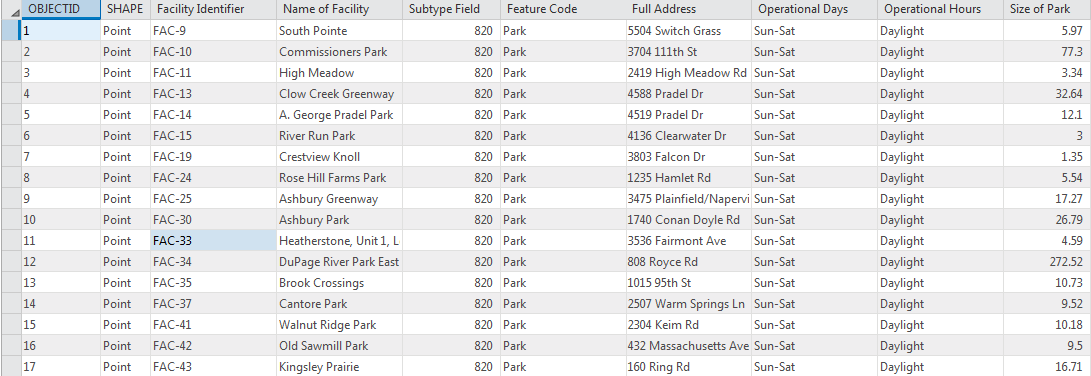 OBJECTID SHAPE Facility Identifier Name of Facility Subtype Field Feature Code Full Address Operational Days Operational Hours Size of Park
1 Point FAC-9 South Pointe 820 Park 5504 Switch Grass Sun-Sat Daylight 5.97
2 Point FAC-10 Commissioners Park 820 Park 3704 111th St Sun-Sat Daylight 77.3
3 Point FAC-11 High Meadow 820 Park 2419 High Meadow Rd Sun-Sat Daylight 3.34
4 Point FAC-13 Clow Creek Greenway 820 Park 4588 Pradel Dr Sun-Sat Daylight 32.64
5 Point FAC-14 A. George Pradel Park 820 Park 4519 Pradel Dr Sun-Sat Daylight 12.1
6 Point FAC-15 River Run Park 820 Park 4136 Clearwater Dr Sun-Sat Daylight 3
7 Point FAC-19 Crestview Knoll 820 Park 3803 Falcon Dr Sun-Sat Daylight 1.35
8 Point FAC-24 Rose Hill Farms Park 820 Park 1235 Hamlet Rd Sun-Sat Daylight 5.54
9 Point FAC-25 Ashbury Greenway 820 Park 3475 Plainfield/Napervi Sun-Sat Daylight 17.27
10 Point FAC-30 Ashbury Park 820 Park 1740 Conan Doyle Rd Sun-Sat Daylight 26.79
11 Point FAC-33 Heatherstone, Unit 1, L 820 Park 3536 Fairmont Ave Sun-Sat Daylight 4.59
12 Point FAC-34 DuPage River Park East 820 Park 808 Royce Rd Sun-Sat Daylight 272.52
13 Point FAC-35 Brook Crossings 820 Park 1015 95th St Sun-Sat Daylight 10.73
14 Point FAC-37 Cantore Park 820 Park 2507 Warm Springs Ln Sun-Sat Daylight 9.52
15 Point FAC-41 Walnut Ridge Park 820 Park 2304 Keim Rd Sun-Sat Daylight 10.18
16 Point FAC-42 Old Sawmill Park 820 Park 432 Massachusetts Ave Sun-Sat Daylight 9.5
17 Point FAC-43 Kingsley Prairie 820 Park 160 Ring Rd Sun-Sat Daylight 16.71